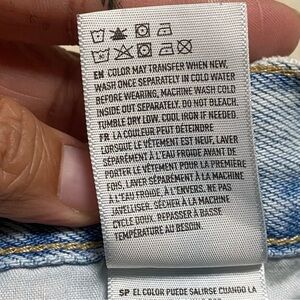 EN COLOR MAY TRANSFER WHEN NEW,
WASH ONCE SEPARATELY IN COLD WATER
BEFORE WEARING, MACHINE WASH COLD
INSIDE OUT SEPARATELY. DO NOT BLEACH.
TUMBLE DRY LOW. COOL IRON IF NEEDED.
FR LA COULEUR PEUT DÉTEINDRE
LORSQUE LE VÊTEMENT EST NEUF, LAVER
SÉPARÉMENT À L'EAU FROIDE AVANT DE
PORTER LE VÊTEMENT POUR LA PREMIÈRE
FOIS, LAVER SÉPARÉMENT À LA MACHINE
À L'EAU FROIDE, À L'ENVERS. NE PAS
JAVELLISER. SÉCHER À LA MACHINE
CYCLE DOUX. REPASSER À BASSE
TEMPÉRATURE AU BESOIN.
SP EL COLOR PUEDE SALIRSE CUANDO LA